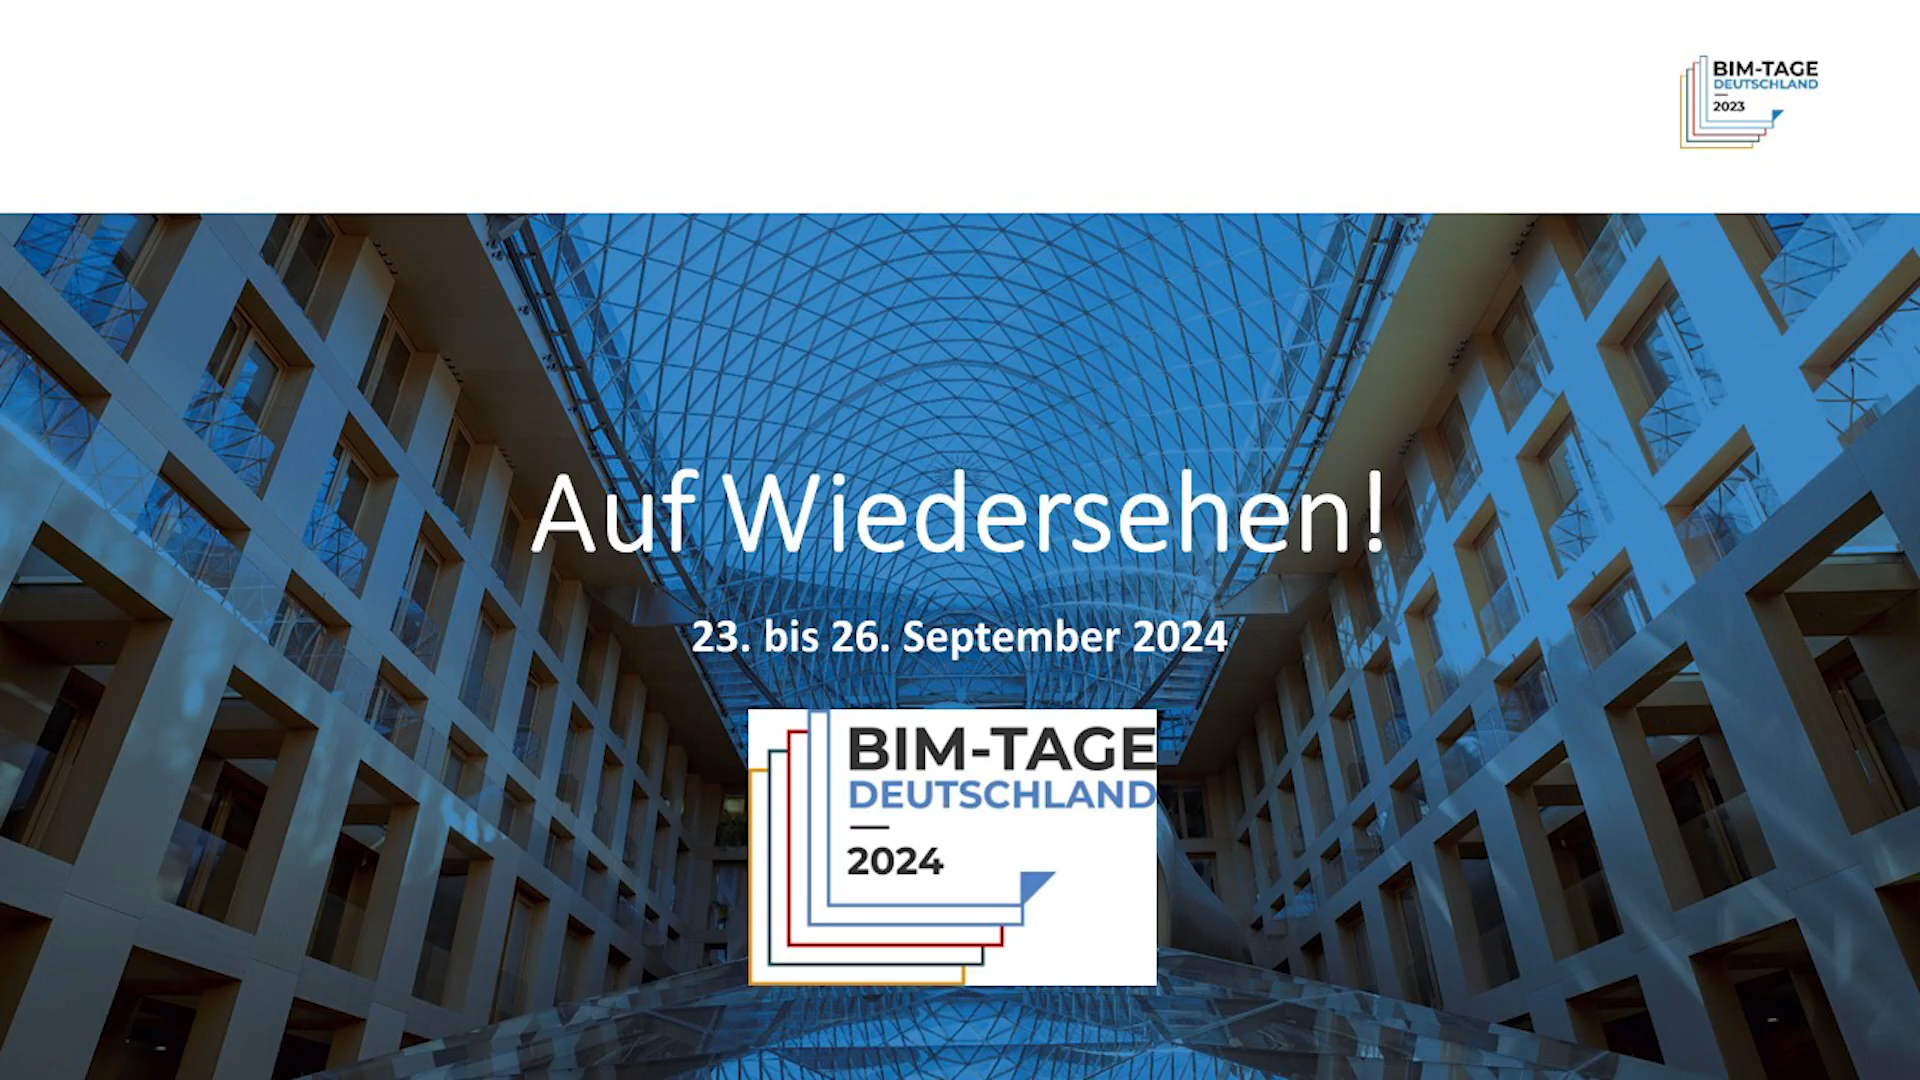 BIM-TAGE
DEUTSCHLAND
2023
Auf Wiedersehen!
23. bis 26. September 2024
BIM-TAGE
DEUTSCHLAND
2024